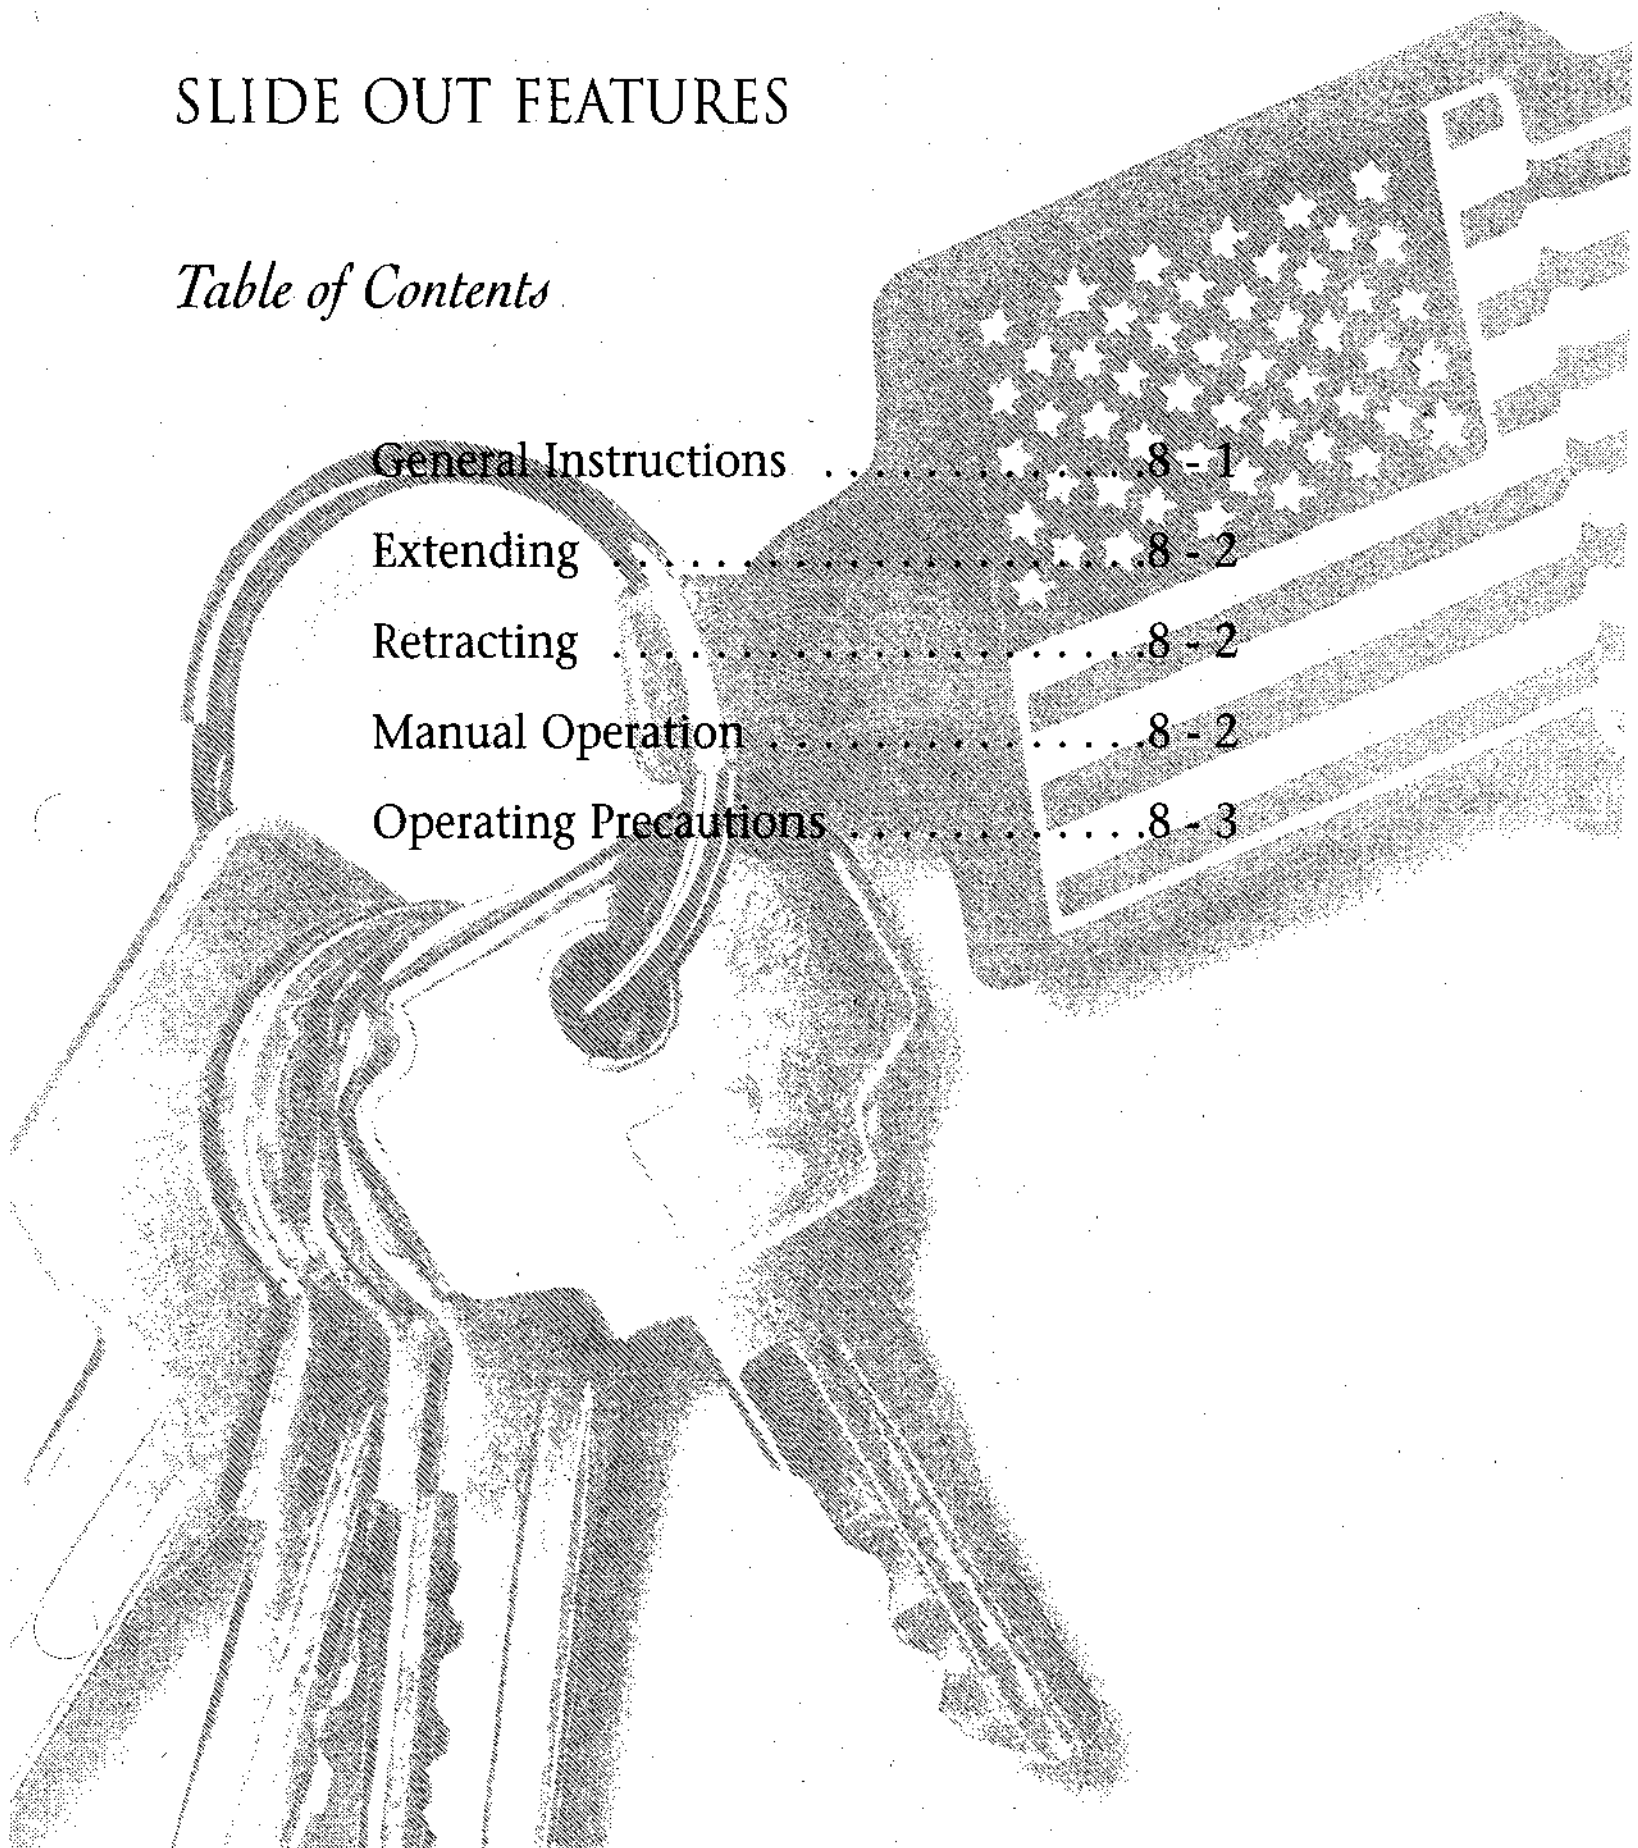 SLIDE OUT FEATURES
Table of Contents
General Instructions . . . . . . . . . . . . .8 - 1
Extending . . . . . . . . . . . . . . . . . . . . .8 - 2
Retracting . . . . . . . . . . . . . . . . . . . . .8 - 2
Manual Operation . . . . . . . . . . . . . . .8 - 2
Operating Precautions . . . . . . . . . . . .8 - 3